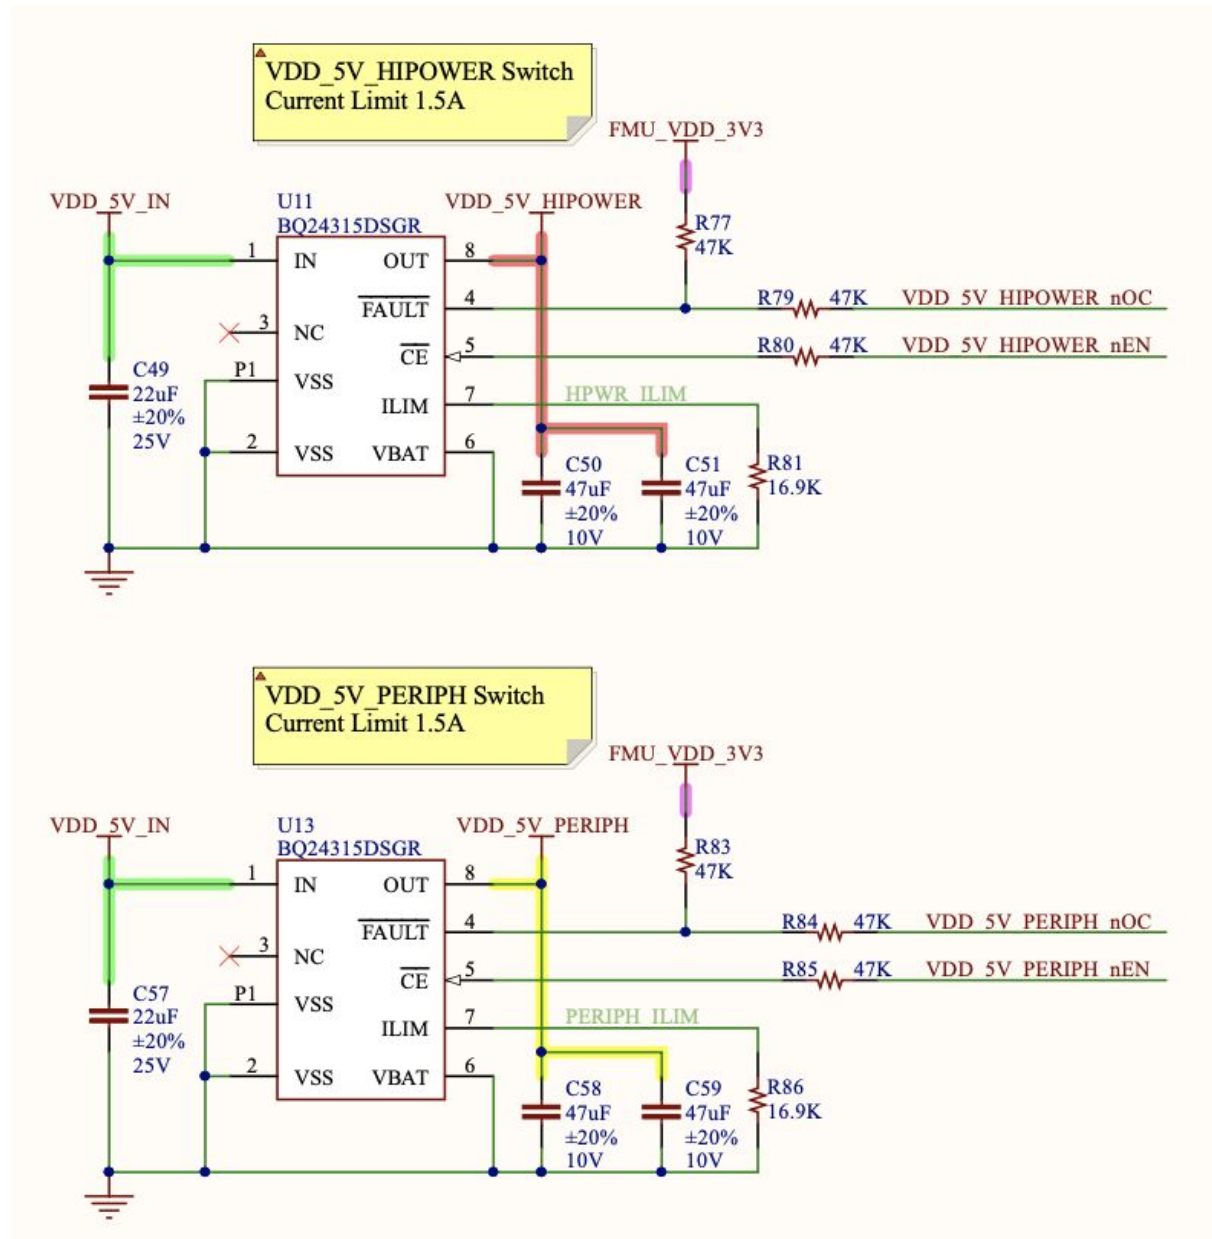 VDD_5V_HIPOWER Switch
Current Limit 1.5A
FMU_VDD_3V3
VDD_5V_IN
U11
BQ24315DSGR
VDD_5V_HIPOWER
R77
47K
1
IN
OUT
8
FAULT
4
R79
47K
VDD_5V_HIPOWER_nOC
3
NC
CE
5
R80
47K
VDD_5V_HIPOWER_nEN
P1
VSS
ILIM
7
HPWR_ILIM
C49
22uF
±20%
25V
2
VSS
VBAT
6
C50
47uF
±20%
10V
C51
47uF
±20%
10V
R81
16.9K
VDD_5V_PERIPH Switch
Current Limit 1.5A
FMU_VDD_3V3
VDD_5V_IN
U13
BQ24315DSGR
VDD_5V_PERIPH
R83
47K
1
IN
OUT
8
FAULT
4
R84
47K
VDD_5V_PERIPH_nOC
3
NC
CE
5
R85
47K
VDD_5V_PERIPH_nEN
P1
VSS
ILIM
7
PERIPH_ILIM
C57
22uF
±20%
25V
2
VSS
VBAT
6
C58
47uF
±20%
10V
C59
47uF
±20%
10V
R86
16.9K